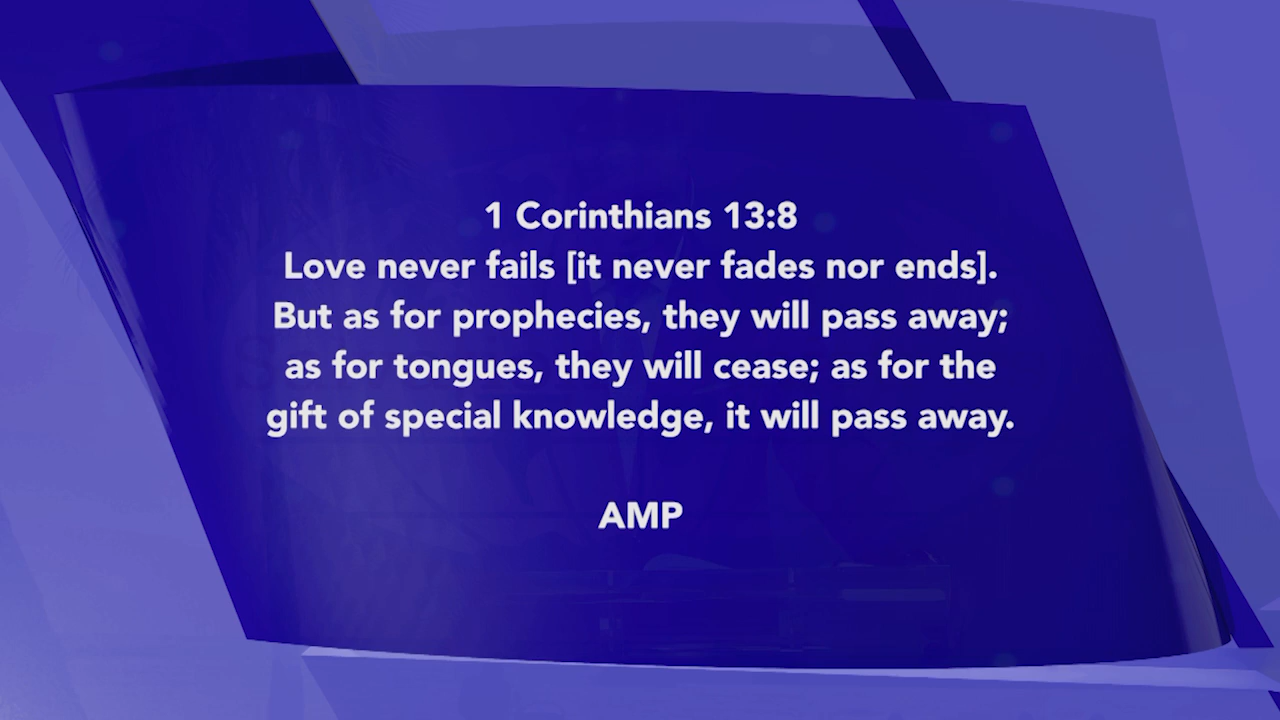 1 Corinthians 13:8
Love never fails [it never fades nor ends].
But as for prophecies, they will pass away;
as for tongues, they will cease; as for the
gift of special knowledge, it will pass away.
AMP